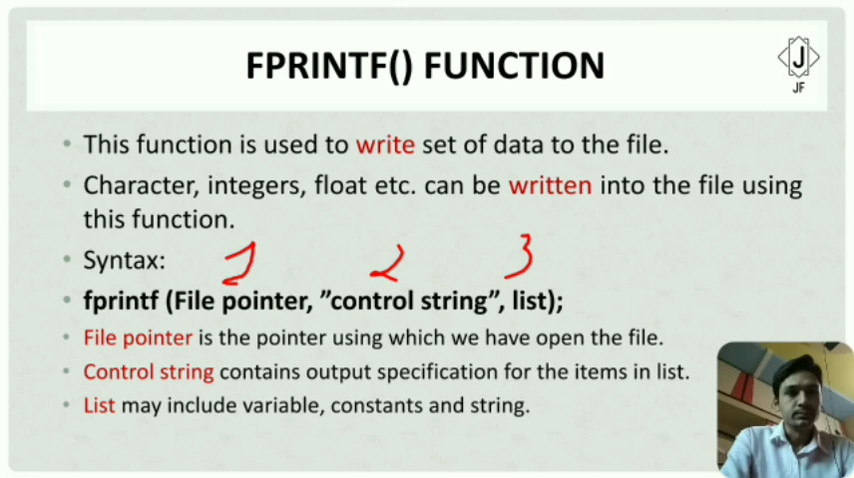 FPRINTF() FUNCTION
J
JF
• This function is used to write set of data to the file.
• Character, integers, float etc. can be written into the file using
this function.
• Syntax:
1 2 3
• fprintf (File pointer, ”control string”, list);
• File pointer is the pointer using which we have open the file.
• Control string contains output specification for the items in list.
• List may include variable, constants and string.